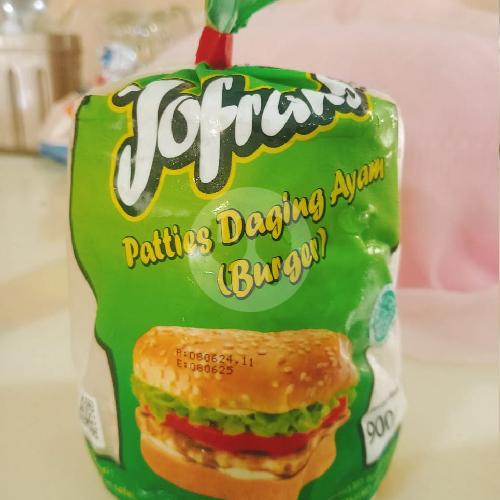 Jofrans
Patties Daging Ayam
(Burger)
P:080624.11
E:080625
900